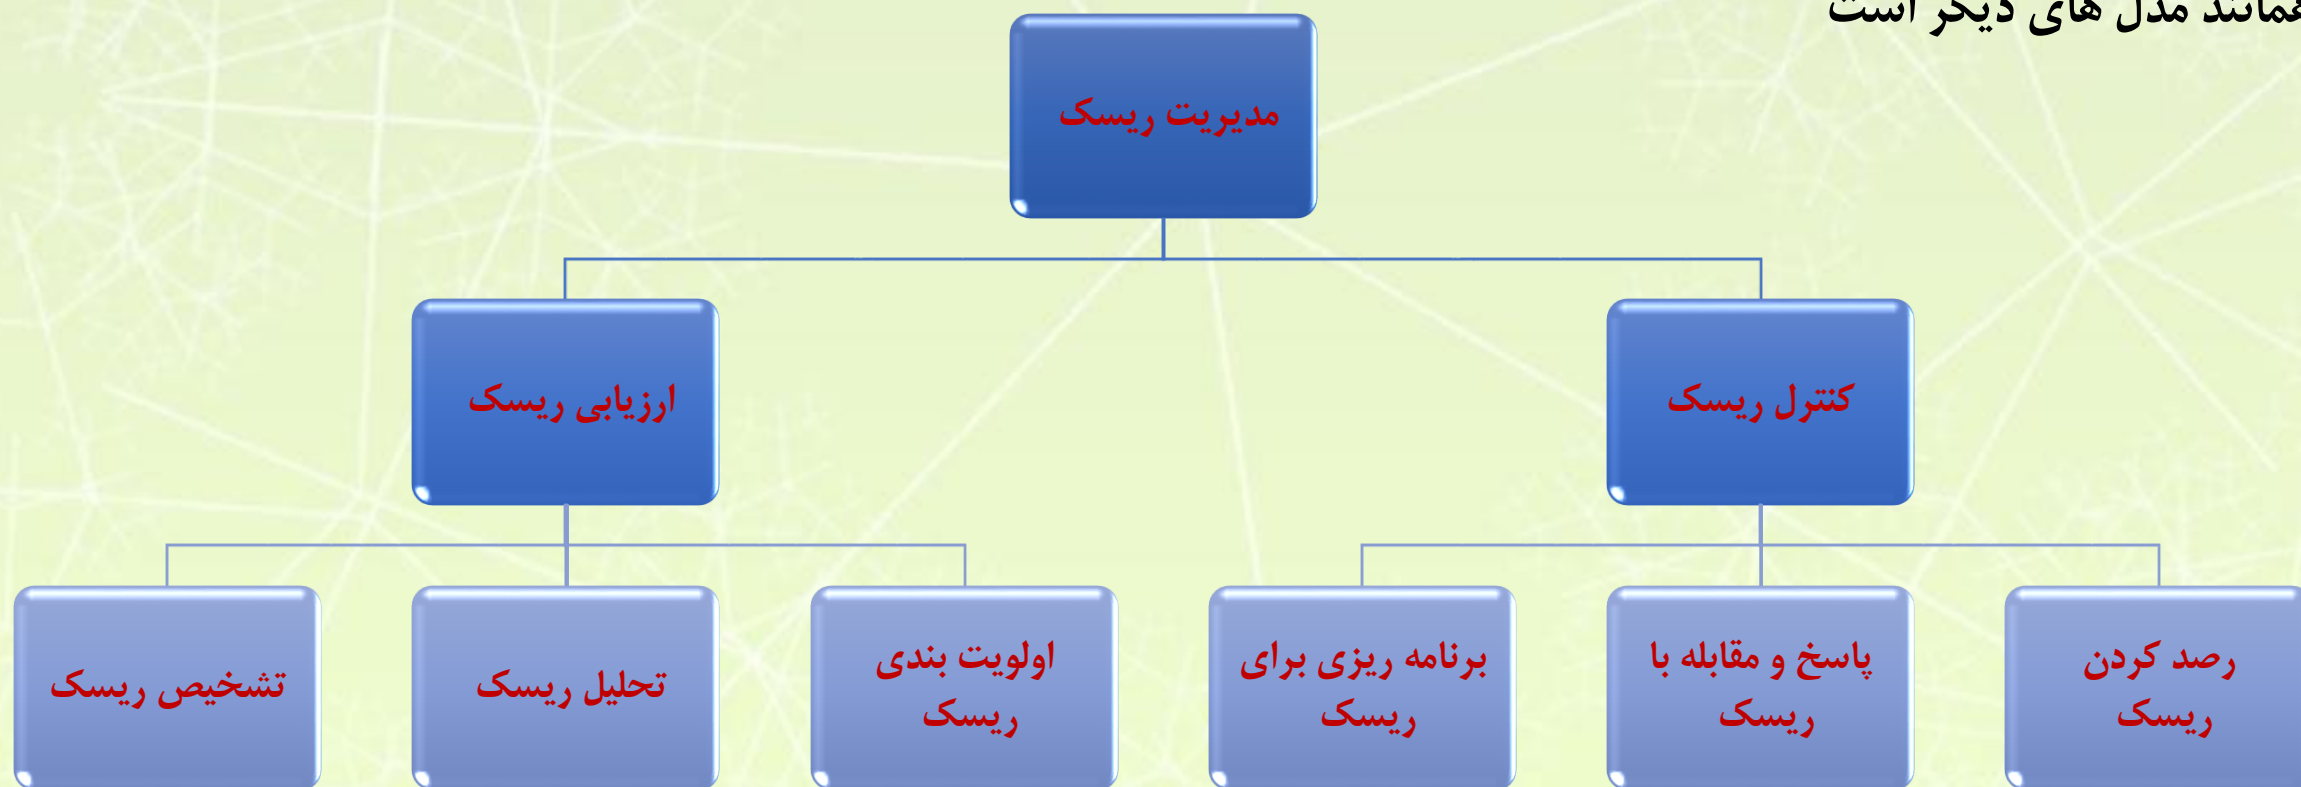 همانند مدل های دیگر است
مدیریت ریسک
ارزیابی ریسک
کنترل ریسک
تشخیص ریسک
تحلیل ریسک
اولویت بندی
ریسک
برنامه ریزی برای
ریسک
پاسخ و مقابله با
ریسک
رصد کردن
ریسک